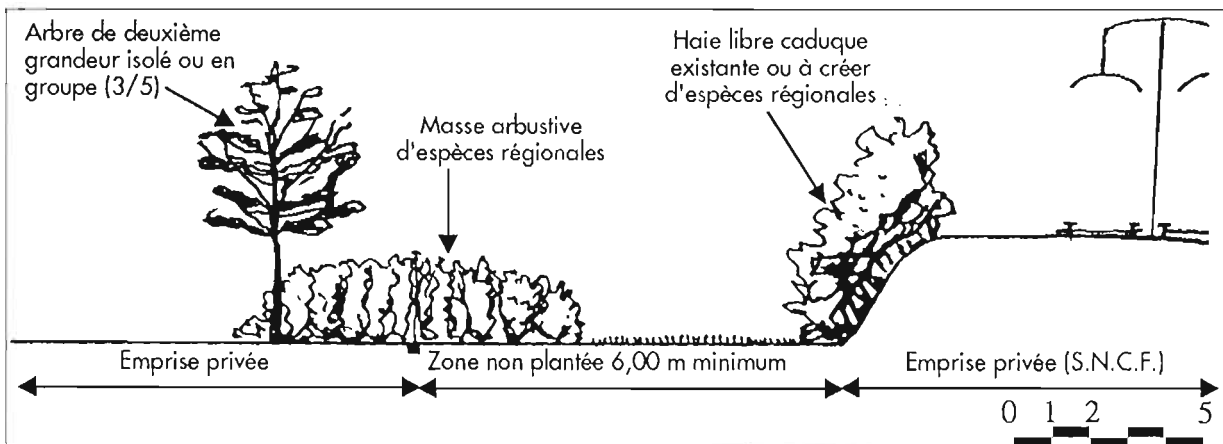 Arbre de deuxième
grandeur isolé ou en
groupe (3/5)
Masse arbustive
d'espèces régionales
Haie libre caduque
existante ou à créer
d'espèces régionales
Emprise privée
Zone non plantée 6,00 m minimum
Emprise privée (S.N.C.F.)
0 1 2 5